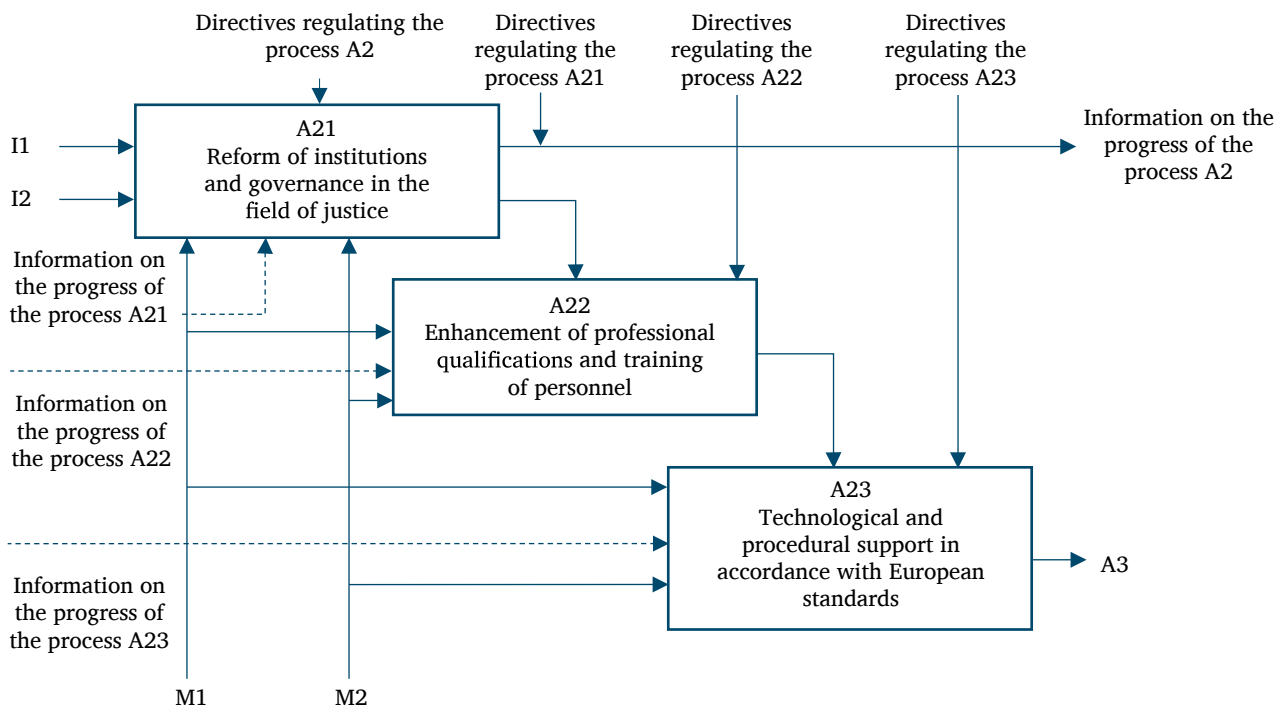 Directives regulating the
process A2
Directives
regulating the
process A21
Directives
regulating the
process A22
Directives
regulating the
process A23
I1
I2
A21
Reform of institutions
and governance in the
field of justice
Information on the
progress of the
process A2
Information on
the progress of
the process A21
A22
Enhancement of professional
qualifications and training
of personnel
Information on
the progress of
the process A22
A23
Technological and
procedural support in
accordance with European
standards
A3
Information on
the progress of
the process A23
M1
M2